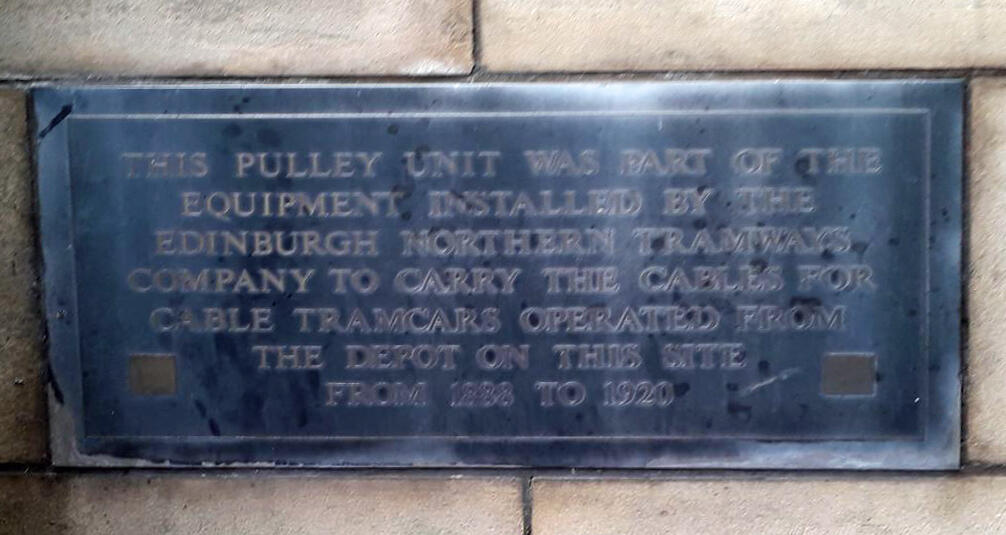 THIS PULLEY UNIT WAS PART OF THE
EQUIPMENT INSTALLED BY THE
EDINBURGH NORTHERN TRAMWAYS
COMPANY TO CARRY THE CABLES FOR
CABLE TRAMCARS OPERATED FROM
THE DEPOT ON THIS SITE
FROM 1888 TO 1920